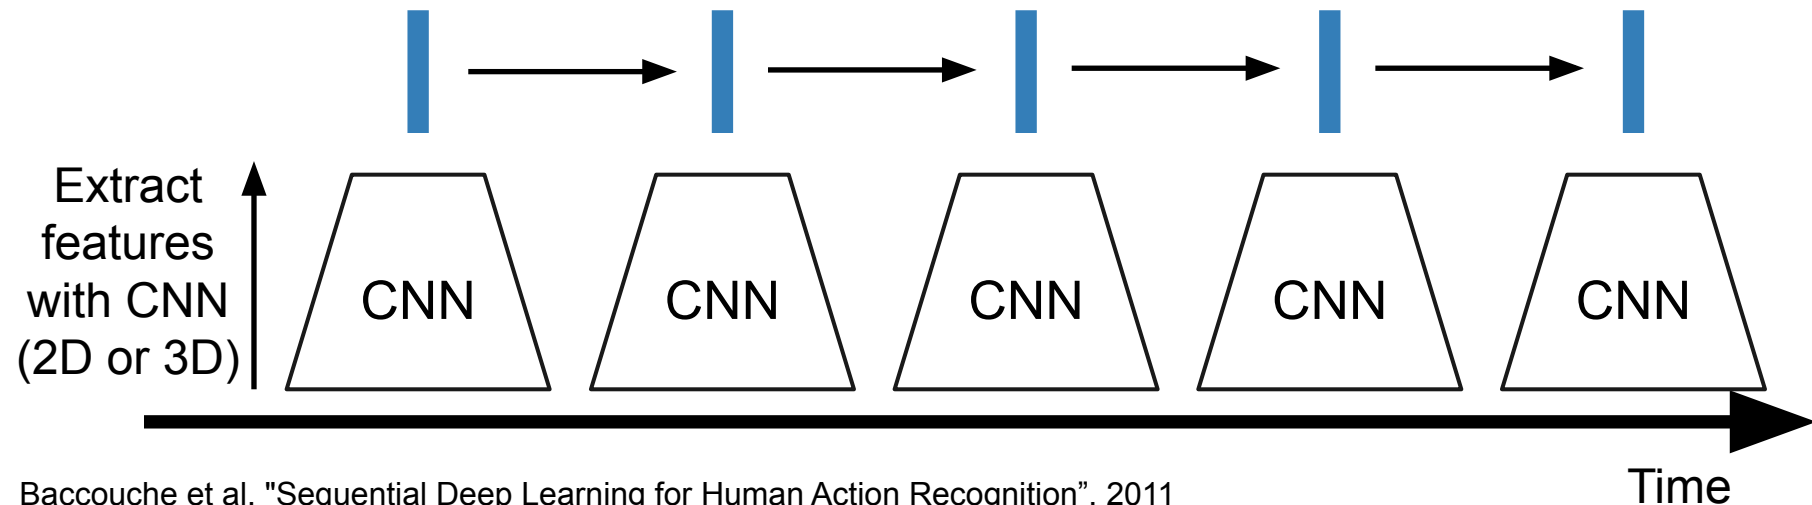 Extract
features
with CNN
(2D or 3D)
CNN
CNN
CNN
CNN
CNN
Time
Baccouche et al, "Sequential Deep Learning for Human Action Recognition”, 2011